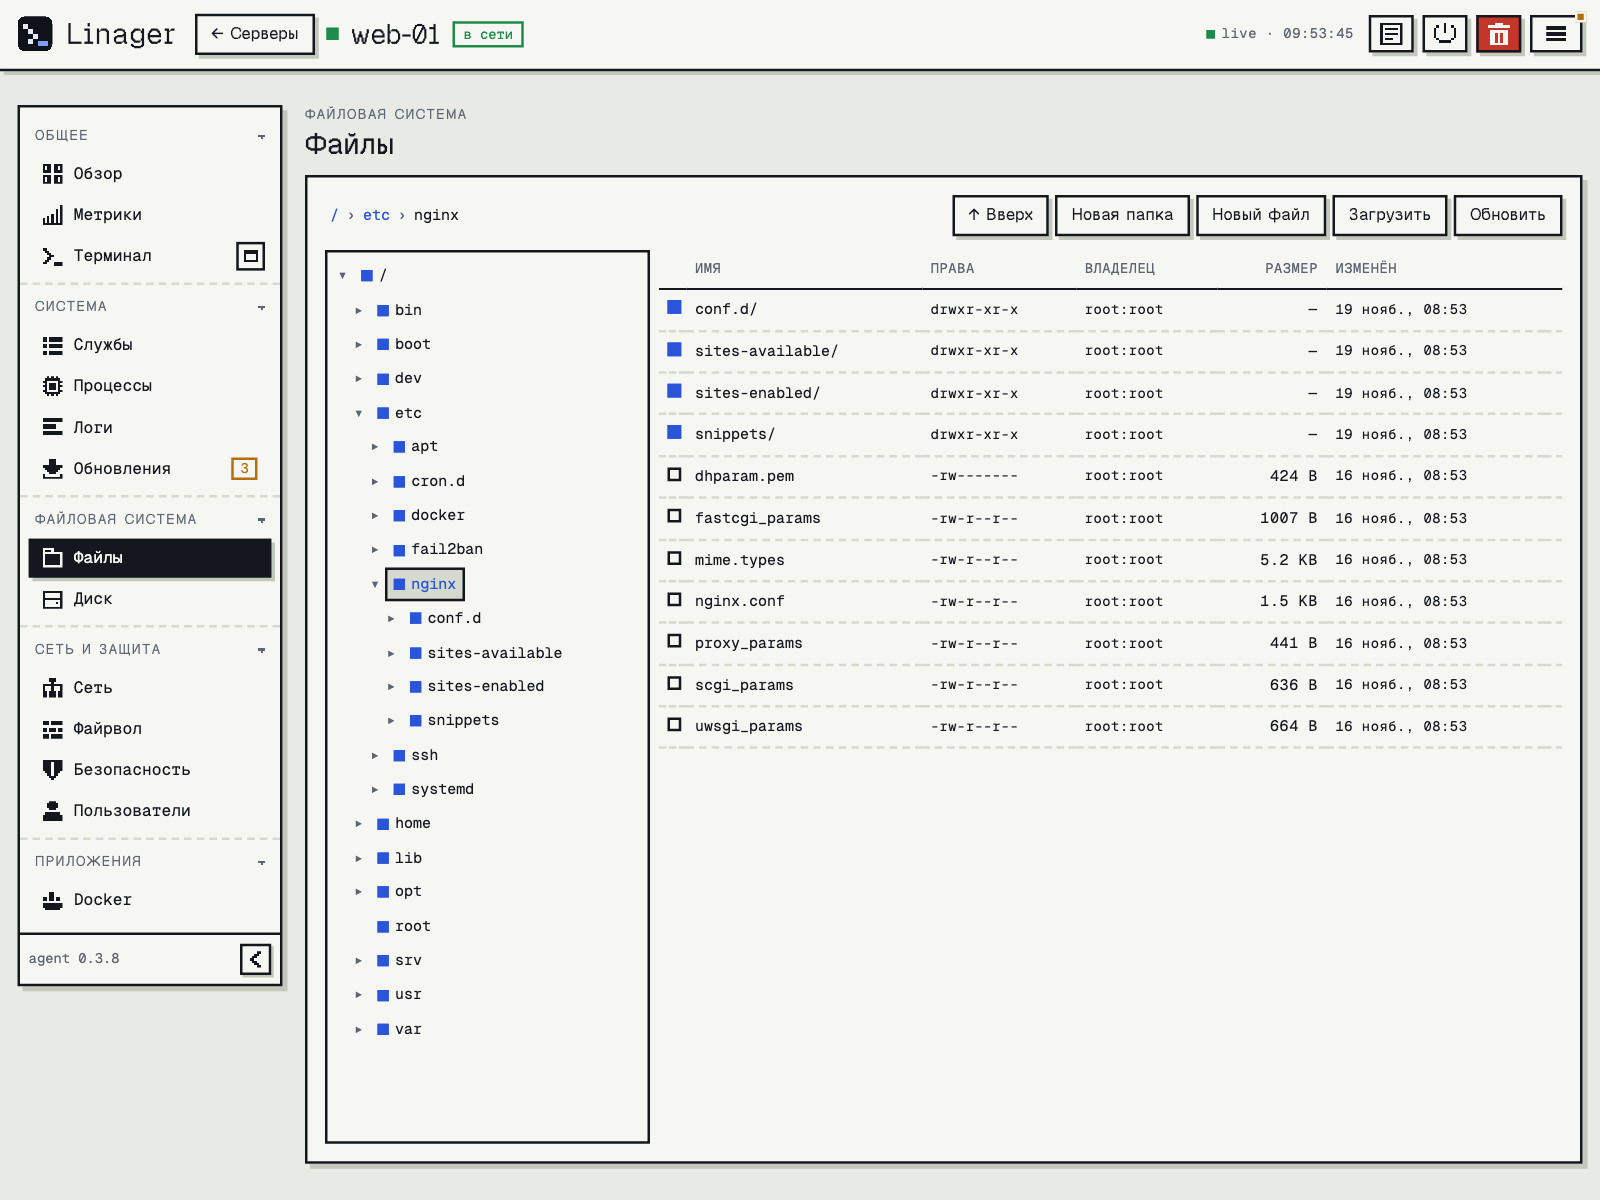 Linager
← Серверы
web-01
в сети
live · 09:53:45
ОБЩЕЕ
Обзор
Метрики
Терминал
СИСТЕМА
Службы
Процессы
Логи
Обновления 3
ФАЙЛОВАЯ СИСТЕМА
Файлы
Диск
СЕТЬ И ЗАЩИТА
Сеть
Файрвол
Безопасность
Пользователи
ПРИЛОЖЕНИЯ
Docker
agent 0.3.8
ФАЙЛОВАЯ СИСТЕМА
Файлы
/ › etc › nginx
↑ Вверх
Новая папка
Новый файл
Загрузить
Обновить
/
bin
boot
dev
etc
apt
cron.d
docker
fail2ban
nginx
conf.d
sites-available
sites-enabled
snippets
ssh
systemd
home
lib
opt
root
srv
usr
var
ИМЯ ПРАВА ВЛАДЕЛЕЦ РАЗМЕР ИЗМЕНЁН
conf.d/ drwxr-xr-x root:root — 19 нояб., 08:53
sites-available/ drwxr-xr-x root:root — 19 нояб., 08:53
sites-enabled/ drwxr-xr-x root:root — 19 нояб., 08:53
snippets/ drwxr-xr-x root:root — 19 нояб., 08:53
dhparam.pem -rw------- root:root 424 B 16 нояб., 08:53
fastcgi_params -rw-r--r-- root:root 1007 B 16 нояб., 08:53
mime.types -rw-r--r-- root:root 5.2 KB 16 нояб., 08:53
nginx.conf -rw-r--r-- root:root 1.5 KB 16 нояб., 08:53
proxy_params -rw-r--r-- root:root 441 B 16 нояб., 08:53
scgi_params -rw-r--r-- root:root 636 B 16 нояб., 08:53
uwsgi_params -rw-r--r-- root:root 664 B 16 нояб., 08:53